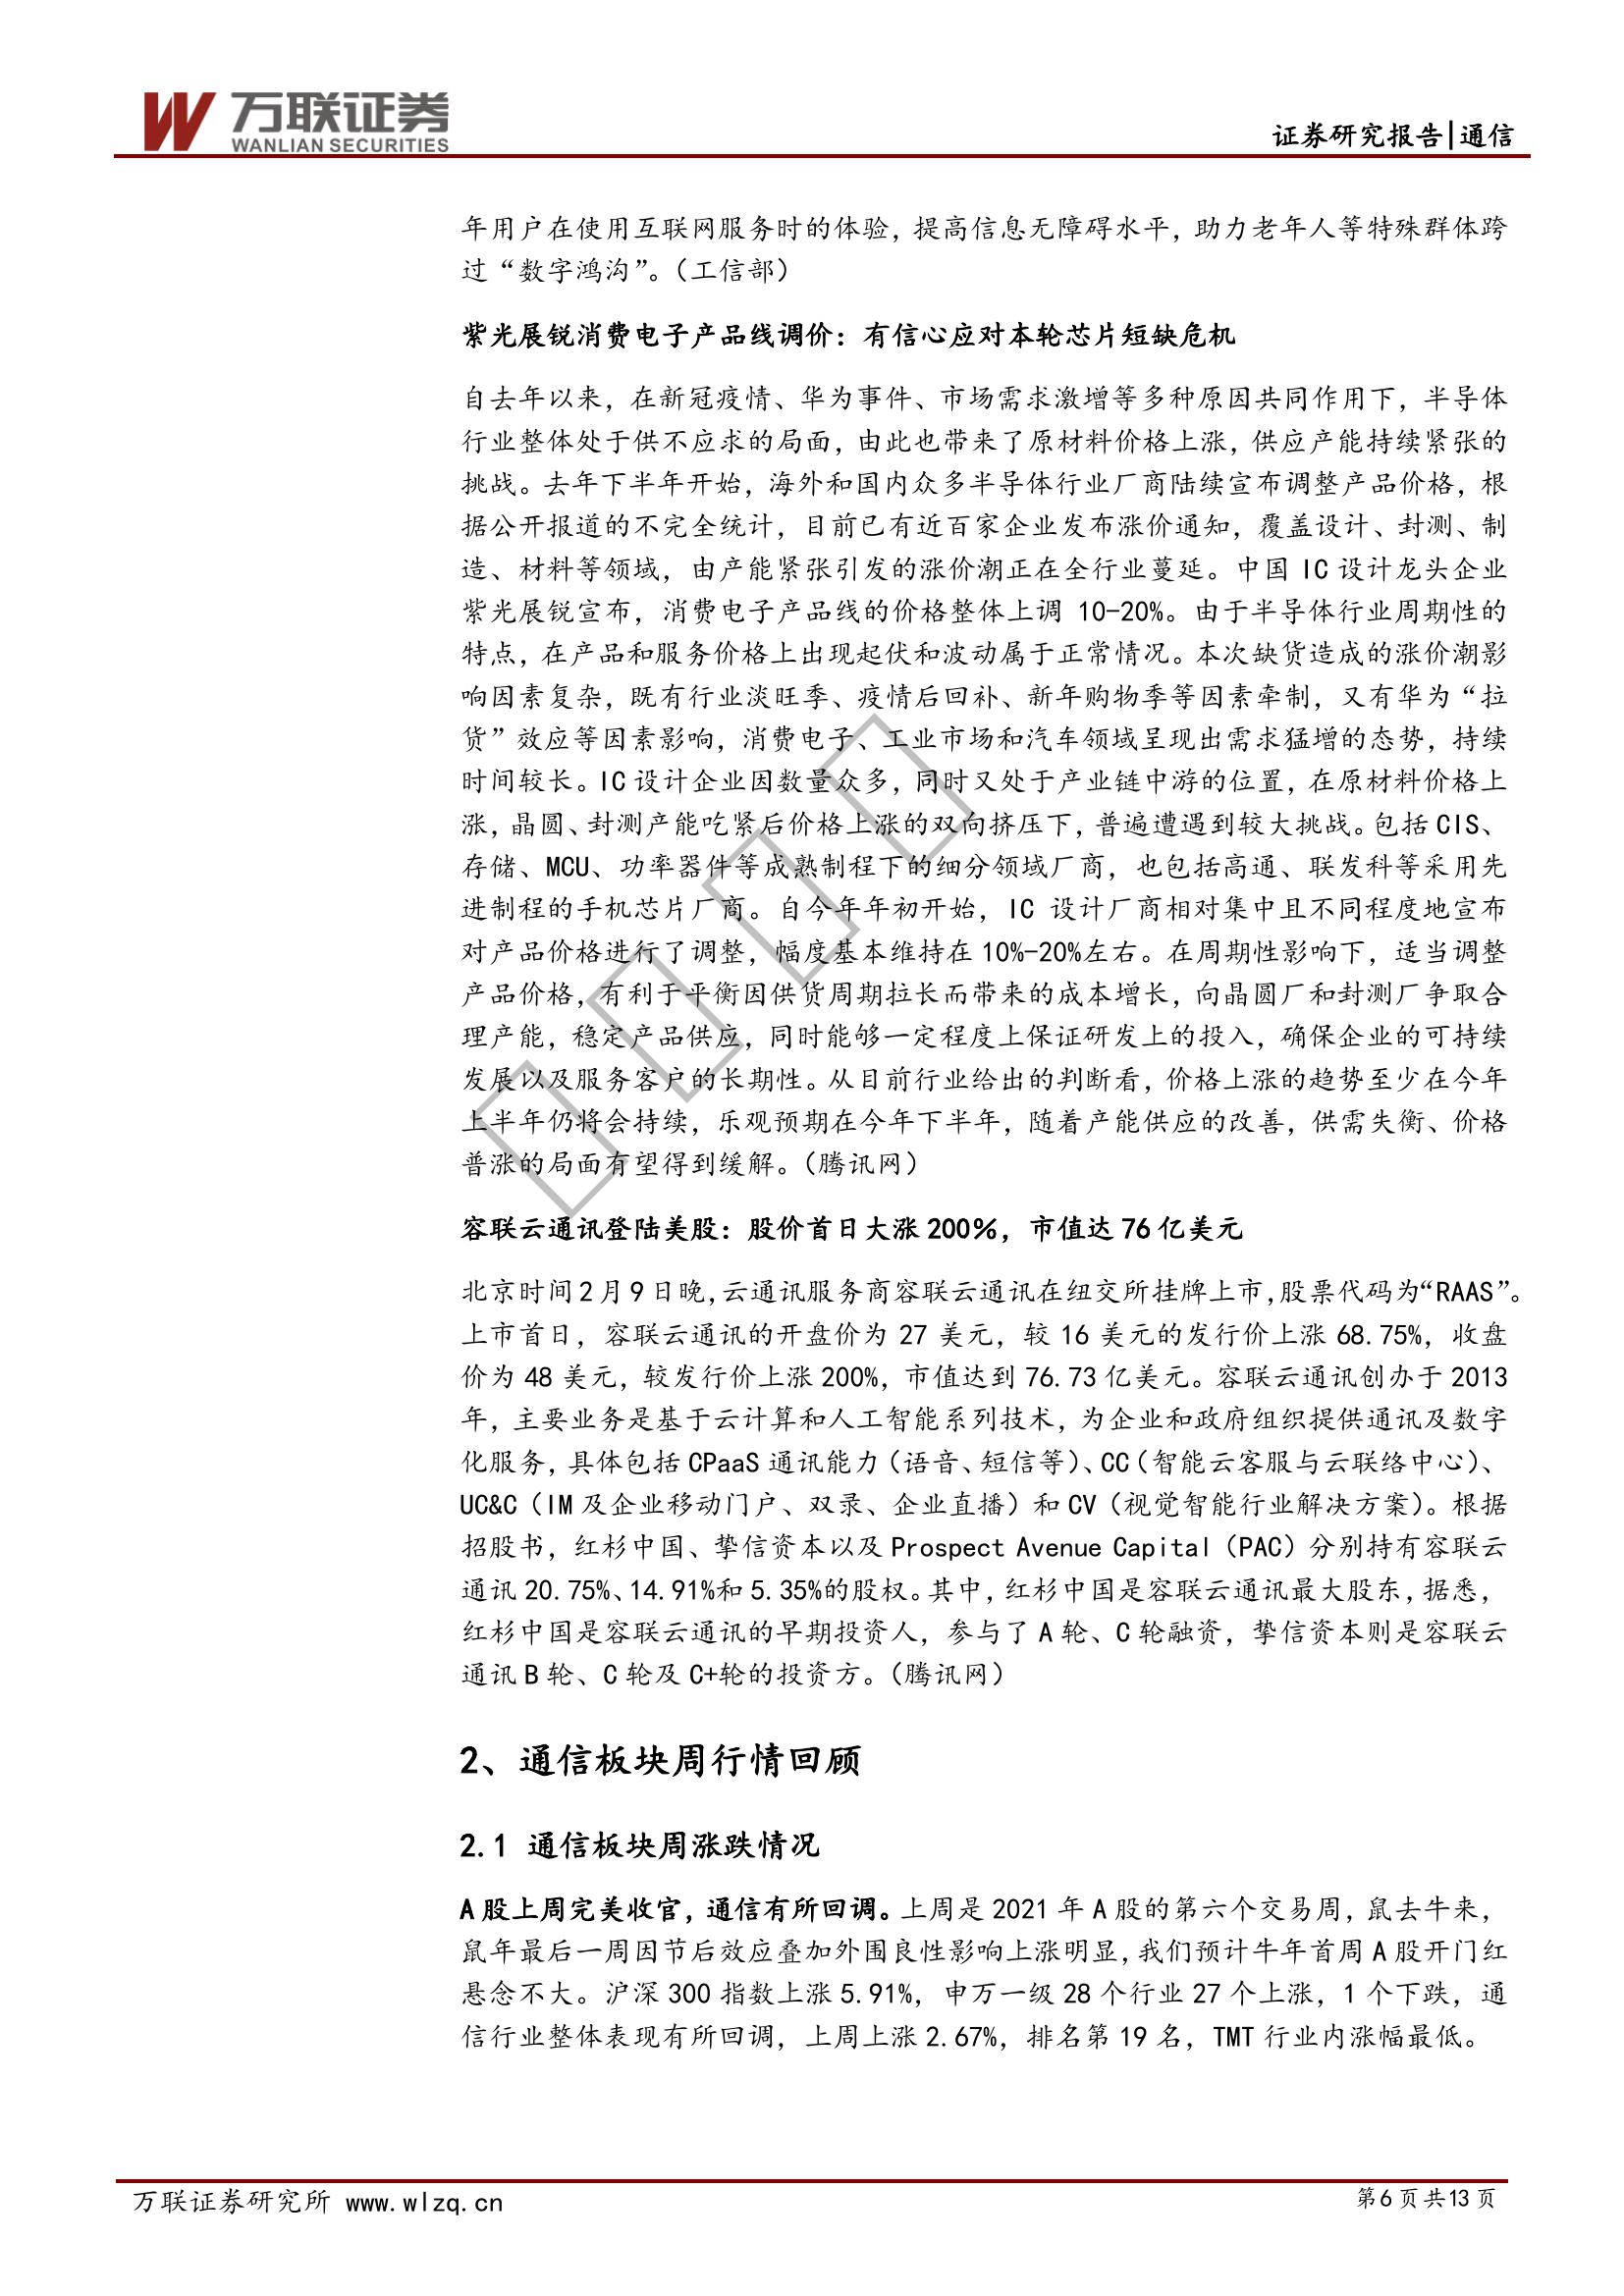 万联证券
WANLIAN SECURITIES
证券研究报告|通信
年用户在使用互联网服务时的体验，提高信息无障碍水平，助力老年人等特殊群体跨
过“数字鸿沟”。（工信部）
紫光展锐消费电子产品线调价：有信心应对本轮芯片短缺危机
自去年以来，在新冠疫情、华为事件、市场需求激增等多种原因共同作用下，半导体
行业整体处于供不应求的局面，由此也带来了原材料价格上涨，供应产能持续紧张的
挑战。去年下半年开始，海外和国内众多半导体行业厂商陆续宣布调整产品价格，根
据公开报道的不完全统计，目前已有近百家企业发布涨价通知，覆盖设计、封测、制
造、材料等领域，由产能紧张引发的涨价潮正在全行业蔓延。中国 IC 设计龙头企业
紫光展锐宣布，消费电子产品线的价格整体上调 10-20%。由于半导体行业周期性的
特点，在产品和服务价格上出现起伏和波动属于正常情况。本次缺货造成的涨价潮影
响因素复杂，既有行业淡旺季、疫情后回补、新年购物季等因素牵制，又有华为“拉
货”效应等因素影响，消费电子、工业市场和汽车领域呈现出需求猛增的态势，持续
时间较长。IC 设计企业因数量众多，同时又处于产业链中游的位置，在原材料价格上
涨，晶圆、封测产能吃紧后价格上涨的双向挤压下，普遍遭遇到较大挑战。包括 CIS、
存储、MCU、功率器件等成熟制程下的细分领域厂商，也包括高通、联发科等采用先
进制程的手机芯片厂商。自今年年初开始，IC 设计厂商相对集中且不同程度地宣布
对产品价格进行了调整，幅度基本维持在 10%-20%左右。在周期性影响下，适当调整
产品价格，有利于平衡因供货周期拉长而带来的成本增长，向晶圆厂和封测厂争取合
理产能，稳定产品供应，同时能够一定程度上保证研发上的投入，确保企业的可持续
发展以及服务客户的长期性。从目前行业给出的判断看，价格上涨的趋势至少在今年
上半年仍将会持续，乐观预期在今年下半年，随着产能供应的改善，供需失衡、价格
普涨的局面有望得到缓解。（腾讯网）
容联云通讯登陆美股：股价首日大涨 200%，市值达 76 亿美元
北京时间 2 月 9 日晚，云通讯服务商容联云通讯在纽交所挂牌上市，股票代码为“RAAS”。
上市首日，容联云通讯的开盘价为 27 美元，较 16 美元的发行价上涨 68.75%，收盘
价为 48 美元，较发行价上涨 200%，市值达到 76.73 亿美元。容联云通讯创办于 2013
年，主要业务是基于云计算和人工智能系列技术，为企业和政府组织提供通讯及数字
化服务，具体包括 CPaaS 通讯能力（语音、短信等）、CC（智能云客服与云联络中心）、
UC&C（IM 及企业移动门户、双录、企业直播）和 CV（视觉智能行业解决方案）。根据
招股书，红杉中国、挚信资本以及 Prospect Avenue Capital（PAC）分别持有容联云
通讯 20.75%、14.91%和 5.35%的股权。其中，红杉中国是容联云通讯最大股东，据悉，
红杉中国是容联云通讯的早期投资人，参与了 A 轮、C 轮融资，挚信资本则是容联云
通讯 B 轮、C 轮及 C+轮的投资方。（腾讯网）
2、通信板块周行情回顾
2.1 通信板块周涨跌情况
A 股上周完美收官，通信有所回调。上周是 2021 年 A 股的第六个交易周，鼠去牛来，
鼠年最后一周因节后效应叠加外围良性影响上涨明显，我们预计牛年首周 A 股开门红
悬念不大。沪深 300 指数上涨 5.91%，申万一级 28 个行业 27 个上涨，1 个下跌，通
信行业整体表现有所回调，上周上涨 2.67%，排名第 19 名，TMT 行业内涨幅最低。
万联证券研究所 www.wlzq.cn
第 6 页 共 13 页